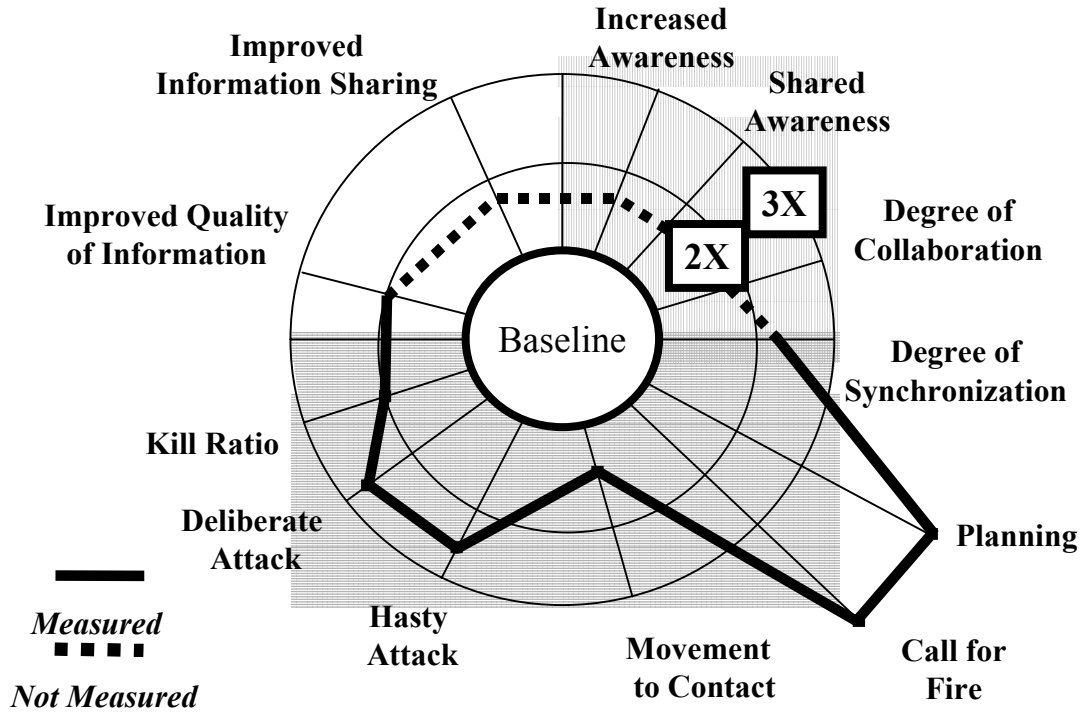 Increased
Awareness
Improved
Information Sharing
Shared
Awareness
3X
Improved Quality
of Information
Degree of
Collaboration
2X
Baseline
Degree of
Synchronization
Kill Ratio
Deliberate
Attack
Planning
Hasty
Attack
Movement
to Contact
Call for
Fire
Measured
Not Measured